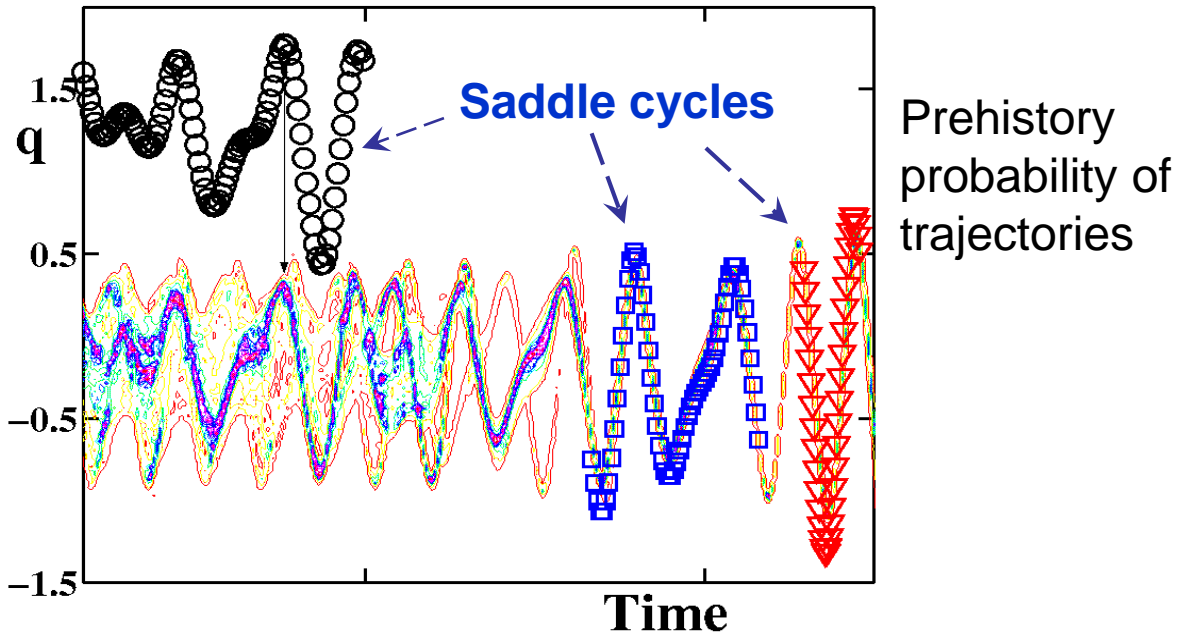 1.5
q
Saddle cycles
Prehistory
probability of
trajectories
0.5
−0.5
−1.5
Time